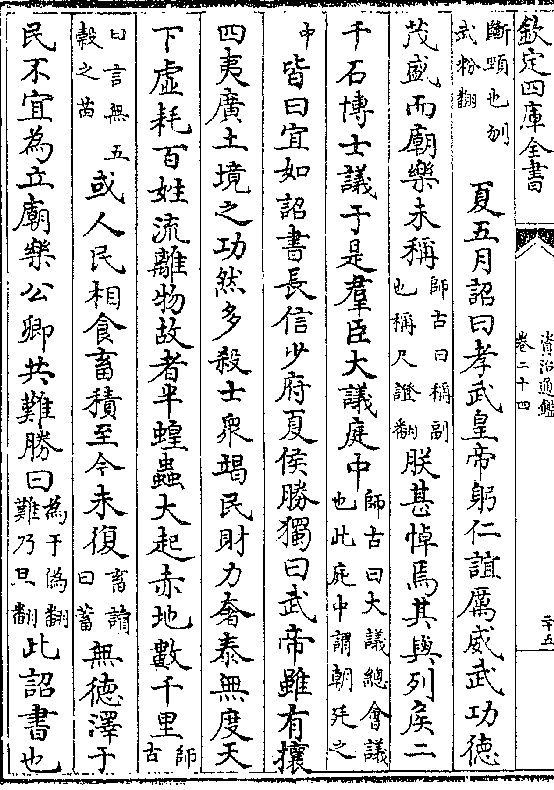 欽定四庫全書
資治通鑑
卷二十四
二十五
斷頸也刎
武粉翻
夏五月詔曰孝武皇帝躬仁誼厲威武功德
茂盛而廟樂未稱
師古曰稱副
也稱尺證翻
朕甚悼焉其與列侯二
千石博士議于是羣臣大議庭中
師古曰大議總會議
也此庭中謂朝廷之
中
皆曰宜如詔書長信少府夏侯勝獨曰武帝雖有攘
四夷廣土境之功然多殺士衆竭民財力奢泰無度天
下虛耗百姓流離物故者半蝗蟲大起赤地數千里
師
古
曰言無五
穀之苗
或人民相食畜積至今未復
畜讀
曰蓄
無徳澤于
民不宜為立廟樂公卿共難勝曰
為于偽翻
難乃旦翻
此詔書也